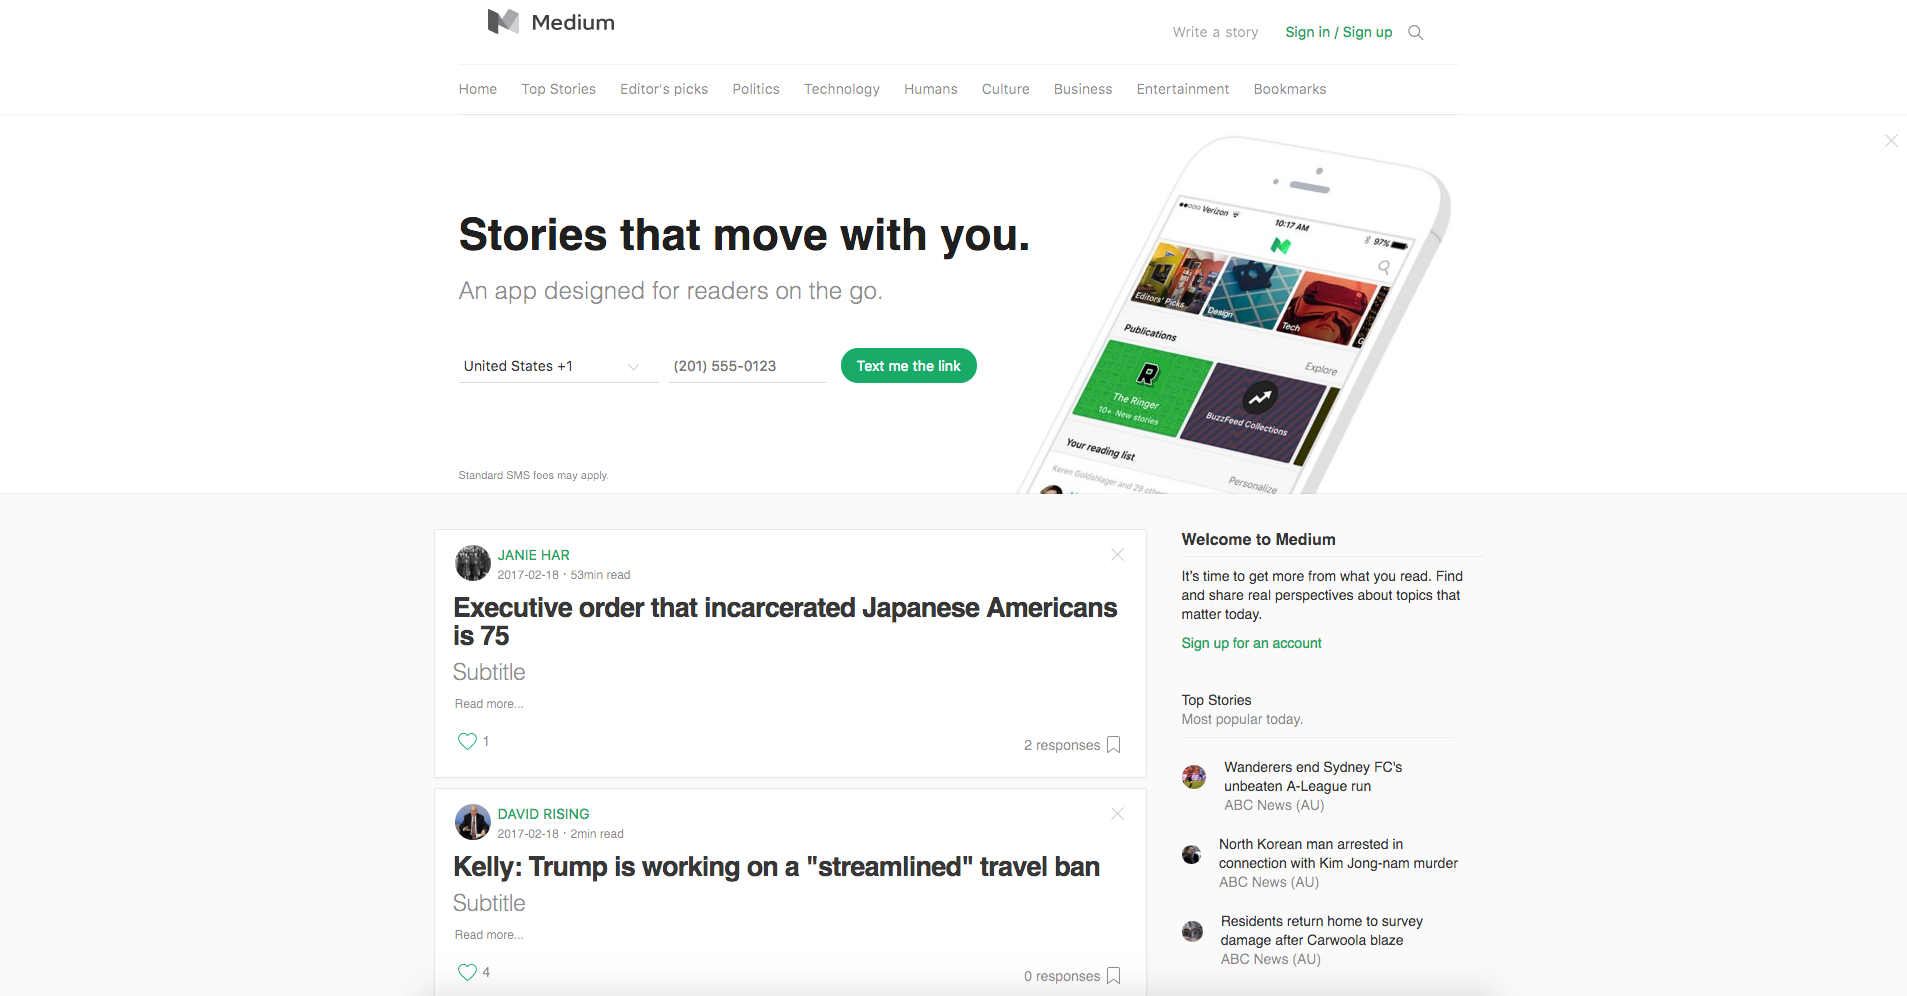 Medium
Write a story
Sign in / Sign up
Home Top Stories Editor's picks Politics Technology Humans Culture Business Entertainment Bookmarks
Stories that move with you.
An app designed for readers on the go.
United States +1
(201) 555-0123
Text me the link
Standard SMS fees may apply.
Verizon
10:17 AM
97%
Editors' Picks
Design
Tech
Publications
Explore
The Ringer
10+ New stories
BuzzFeed Collections
Your reading list
Keren Goldshlager and 29 othe
Personalize
JANIE HAR
2017-02-18 · 53min read
Executive order that incarcerated Japanese Americans
is 75
Subtitle
Read more...
1
2 responses
DAVID RISING
2017-02-18 · 2min read
Kelly: Trump is working on a "streamlined" travel ban
Subtitle
Read more...
4
0 responses
Welcome to Medium
It's time to get more from what you read. Find
and share real perspectives about topics that
matter today.
Sign up for an account
Top Stories
Most popular today.
Wanderers end Sydney FC's
unbeaten A-League run
ABC News (AU)
North Korean man arrested in
connection with Kim Jong-nam murder
ABC News (AU)
Residents return home to survey
damage after Carwoola blaze
ABC News (AU)